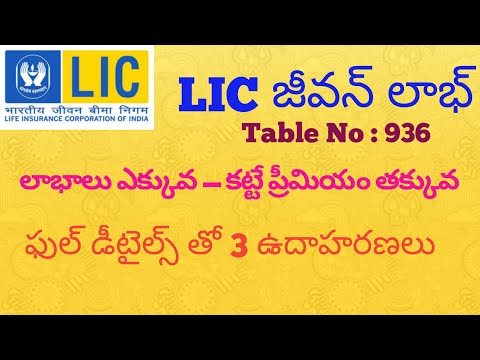 LIC
भारतीय जीवन बीमा निगम
LIFE INSURANCE CORPORATION OF INDIA
LIC జీవన్ లాభ్
Table No : 936
లాభాలు ఎక్కువ – కట్టే ప్రీమియం తక్కువ
ఫుల్ డీటైల్స్ తో 3 ఉదాహరణలు